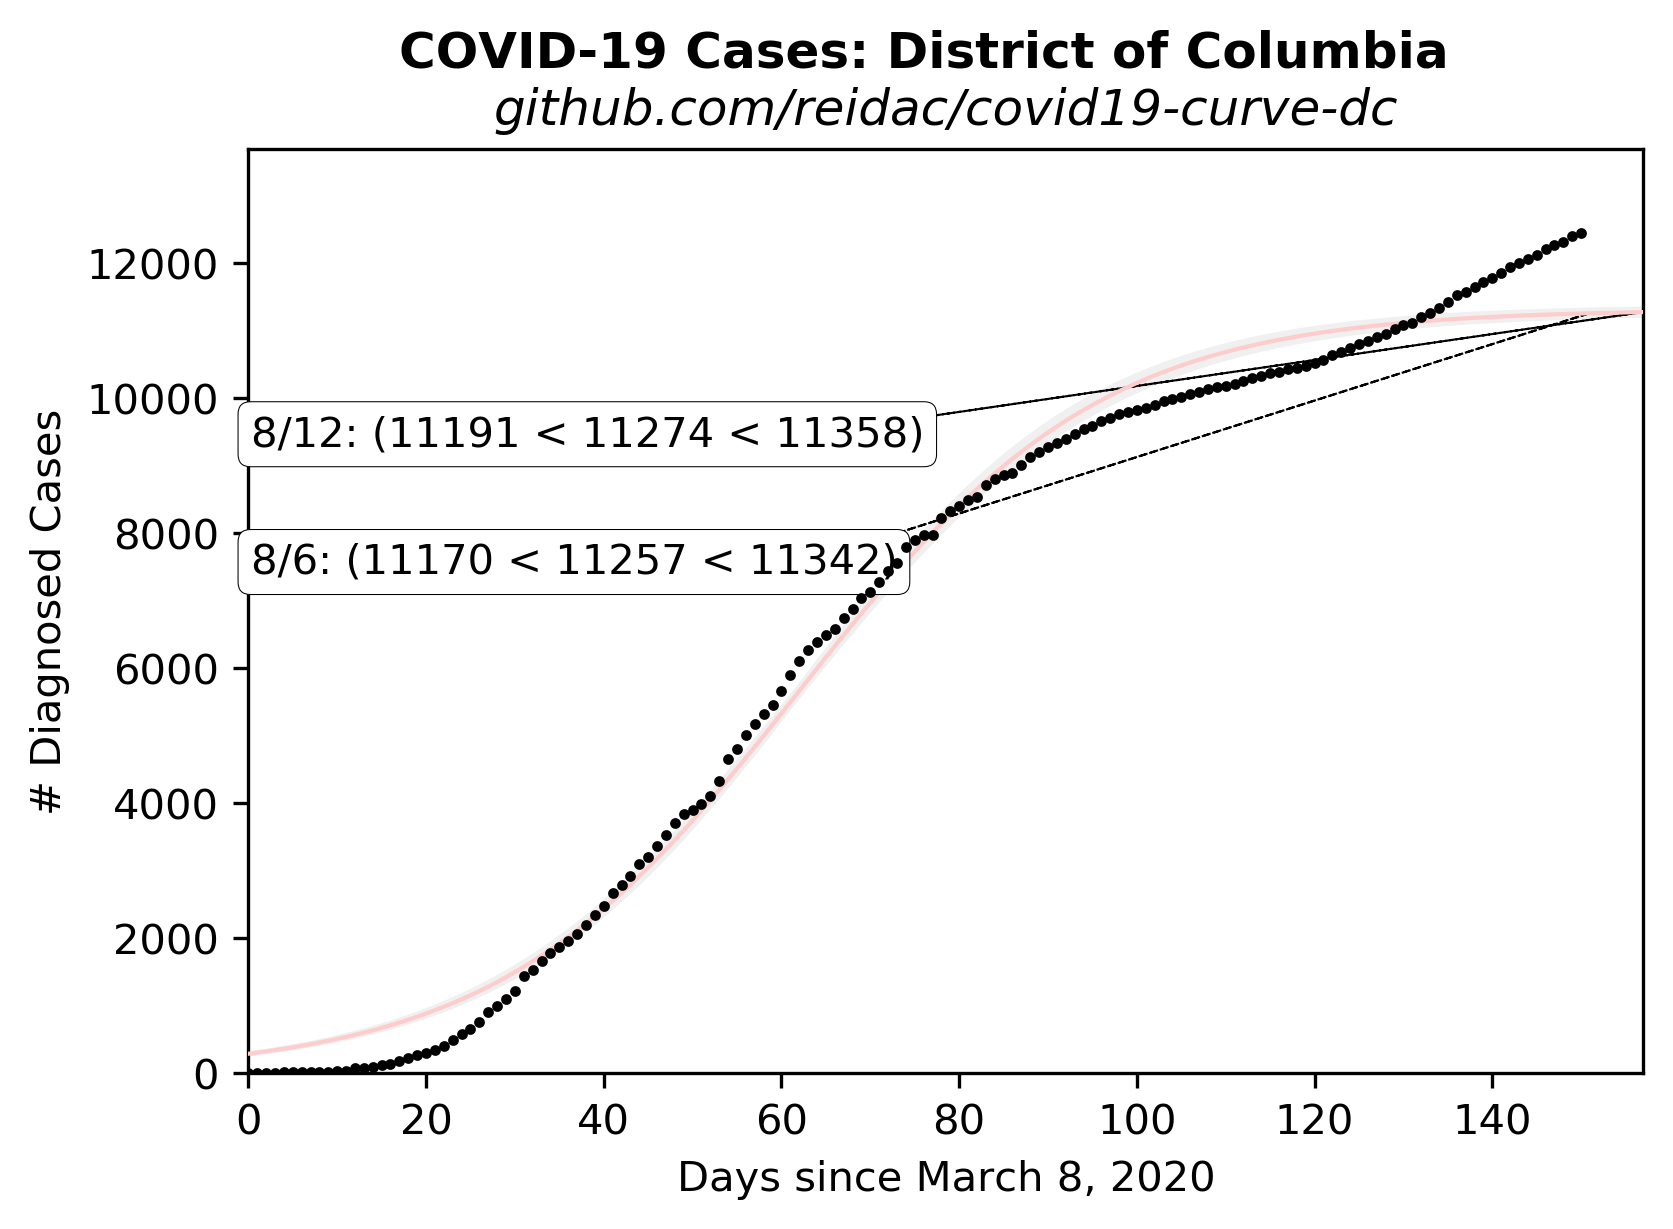 COVID-19 Cases: District of Columbia
github.com/reidac/covid19-curve-dc
# Diagnosed Cases
12000
10000
8000
6000
4000
2000
0
8/12: (11191 < 11274 < 11358)
8/6: (11170 < 11257 < 11342)
0 20 40 60 80 100 120 140
Days since March 8, 2020